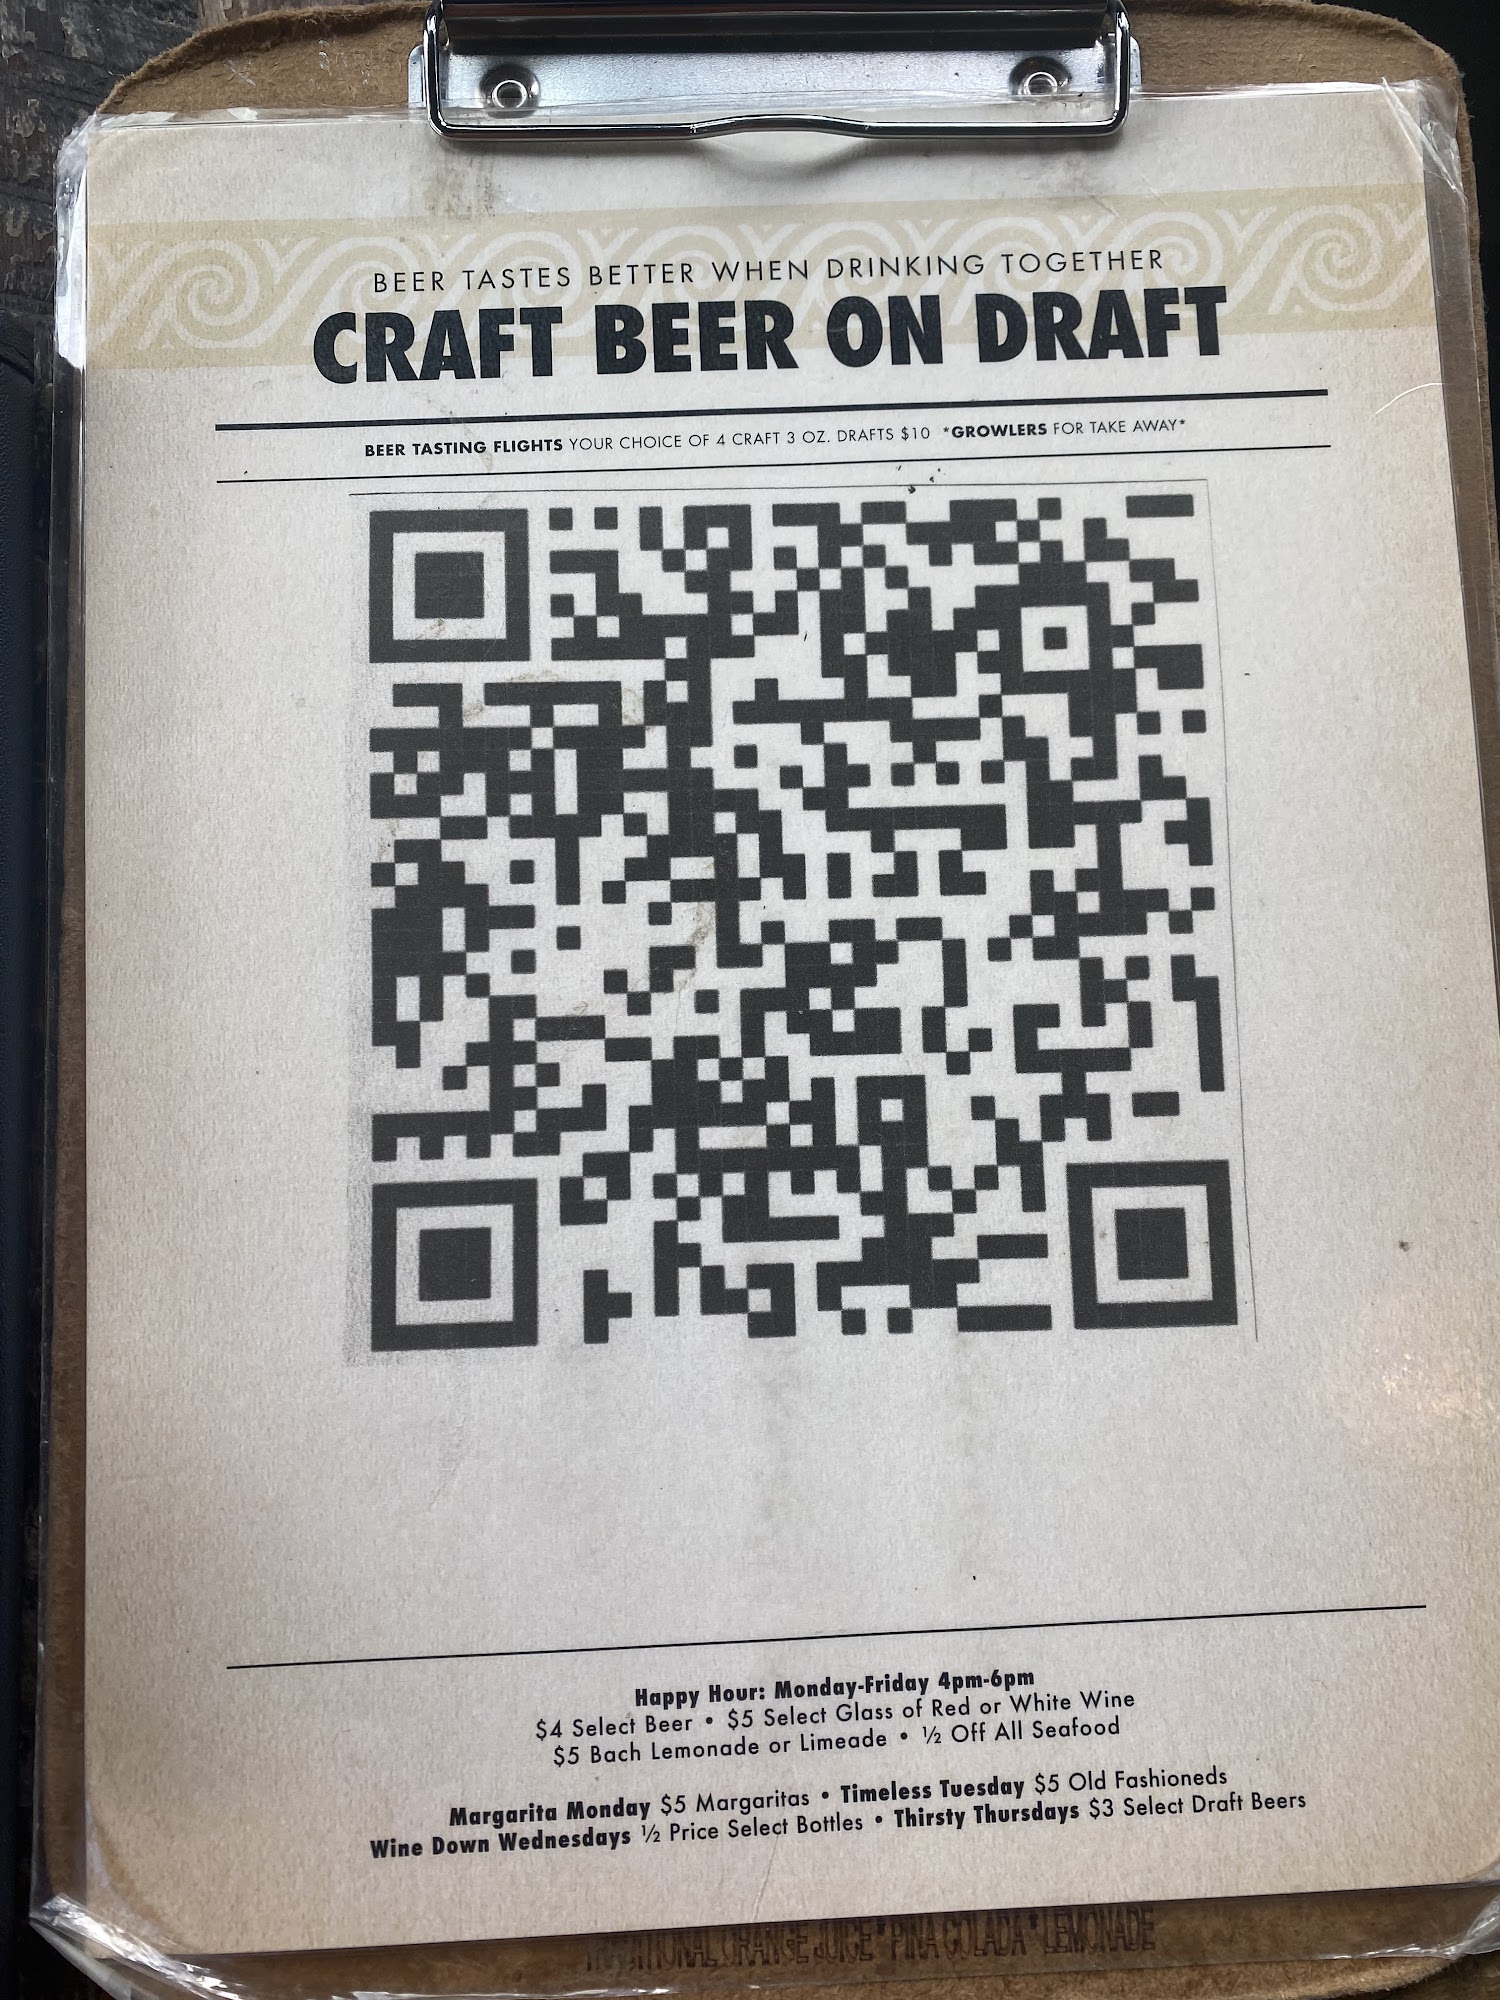 BEER TASTES BETTER WHEN DRINKING TOGETHER
CRAFT BEER ON DRAFT
BEER TASTING FLIGHTS YOUR CHOICE OF 4 CRAFT 3 OZ. DRAFTS $10 *GROWLERS FOR TAKE AWAY*
Happy Hour: Monday-Friday 4pm-6pm
$4 Select Beer • $5 Select Glass of Red or White Wine
$5 Bach Lemonade or Limeade • ½ Off All Seafood
Margarita Monday $5 Margaritas • Timeless Tuesday $5 Old Fashioneds
Wine Down Wednesdays ½ Price Select Bottles • Thirsty Thursdays $3 Select Draft Beers
ORANGE JUICE * PINA COLADA * LEMONADE